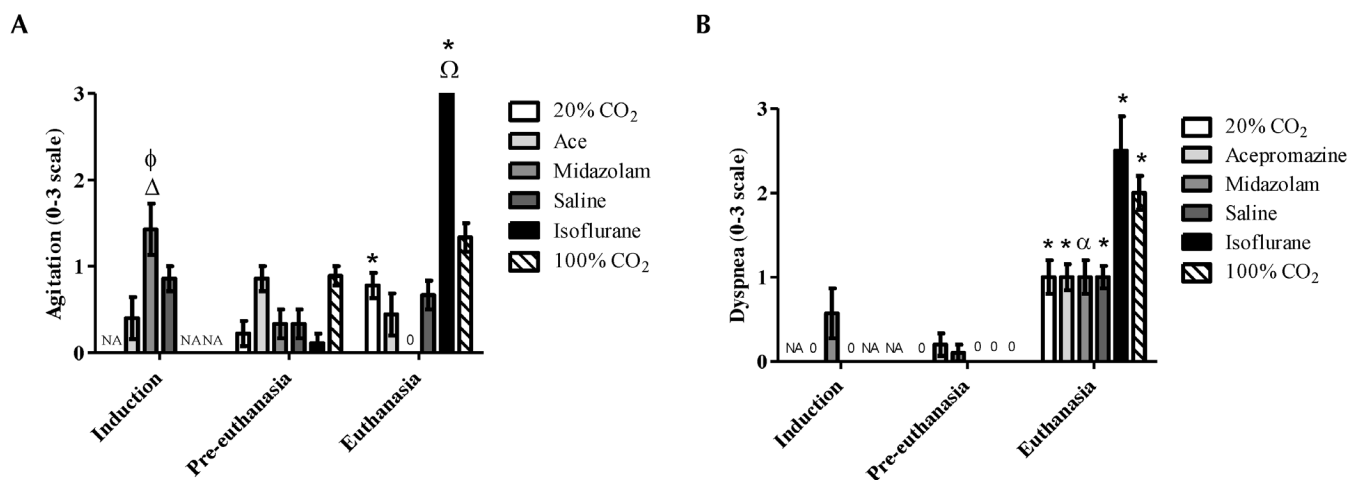 A
Agitation (0-3 scale)
3
2
1
0
*
Ω
ϕ
Δ
*
NA
NA NA
0
Induction
Pre-euthanasia
Euthanasia
20% CO₂
Ace
Midazolam
Saline
Isoflurane
100% CO₂
B
Dyspnea (0-3 scale)
3
2
1
0
*
*
* * α *
NA 0 0 NA NA 0 0 0 0
Induction
Pre-euthanasia
Euthanasia
20% CO₂
Acepromazine
Midazolam
Saline
Isoflurane
100% CO₂